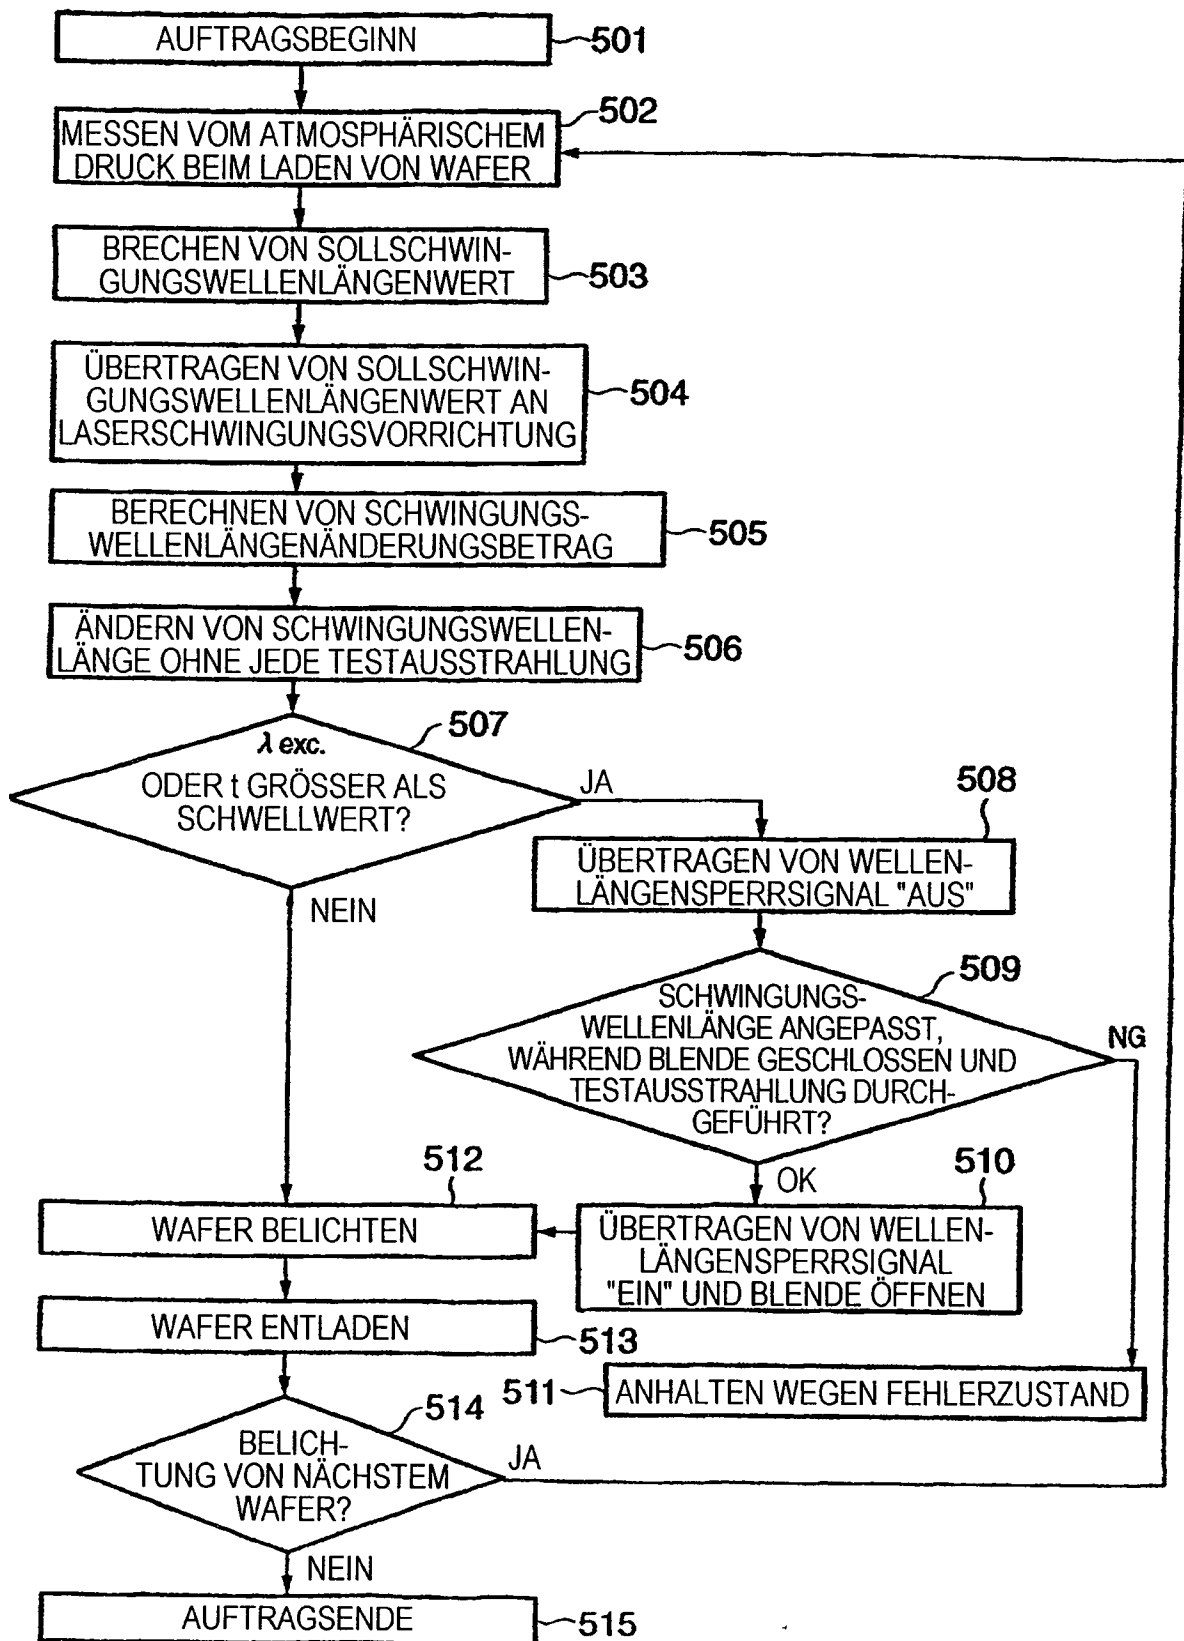 AUFTRAGSBEGINN
501
502
MESSEN VOM ATMOSPHÄRISCHEM
DRUCK BEIM LADEN VON WAFER
BRECHEN VON SOLLSCHWIN-
GUNGSWELLENLÄNGENWERT
503
ÜBERTRAGEN VON SOLLSCHWIN-
GUNGSWELLENLÄNGENWERT AN
LASERSCHWINGUNGSVORRICHTUNG
504
BERECHNEN VON SCHWINGUNGS-
WELLENLÄNGENÄNDERUNGSBETRAG
505
ÄNDERN VON SCHWINGUNGSWELLEN-
LÄNGE OHNE JEDE TESTAUSSTRAHLUNG
506
507
λ exc.
ODER t GRÖSSER ALS
SCHWELLWERT?
JA
NEIN
508
ÜBERTRAGEN VON WELLEN-
LÄNGENSPERRSIGNAL "AUS"
509
SCHWINGUNGS-
WELLENLÄNGE ANGEPASST,
WÄHREND BLENDE GESCHLOSSEN UND
TESTAUSSTRAHLUNG DURCH-
GEFÜHRT?
NG
OK
510
ÜBERTRAGEN VON WELLEN-
LÄNGENSPERRSIGNAL
"EIN" UND BLENDE ÖFFNEN
511
ANHALTEN WEGEN FEHLERZUSTAND
512
WAFER BELICHTEN
WAFER ENTLADEN
513
514
BELICH-
TUNG VON NÄCHSTEM
WAFER?
JA
NEIN
AUFTRAGSENDE
515